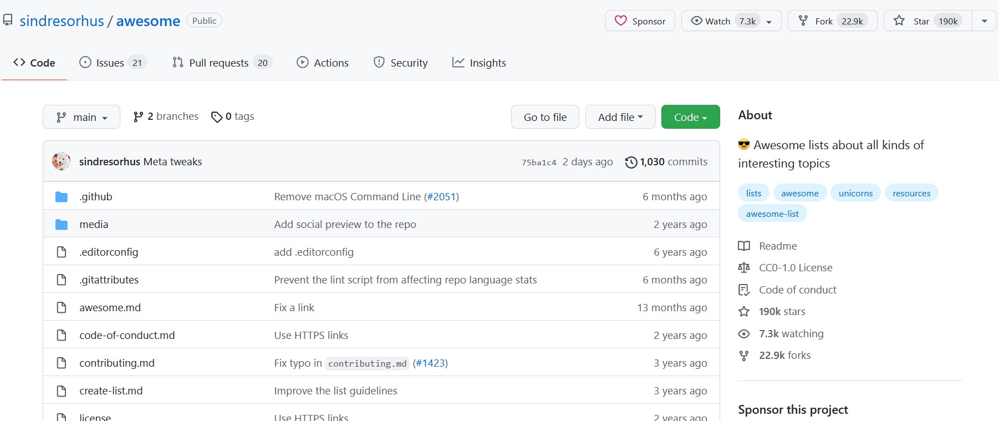 sindresorhus / awesome Public
Sponsor Watch 7.3k Fork 22.9k Star 190k
Code Issues 21 Pull requests 20 Actions Security Insights
main 2 branches 0 tags Go to file Add file Code
sindresorhus Meta tweaks 75ba1c4 2 days ago 1,030 commits
.github Remove macOS Command Line (#2051) 6 months ago
media Add social preview to the repo 2 years ago
.editorconfig add .editorconfig 6 years ago
.gitattributes Prevent the lint script from affecting repo language stats 6 months ago
awesome.md Fix a link 13 months ago
code-of-conduct.md Use HTTPS links 2 years ago
contributing.md Fix typo in contributing.md (#1423) 3 years ago
create-list.md Improve the list guidelines 3 years ago
license Use HTTPS links 2 years ago
About
😎 Awesome lists about all kinds of
interesting topics
lists awesome unicorns resources
awesome-list
Readme
CC0-1.0 License
Code of conduct
190k stars
7.3k watching
22.9k forks
Sponsor this project